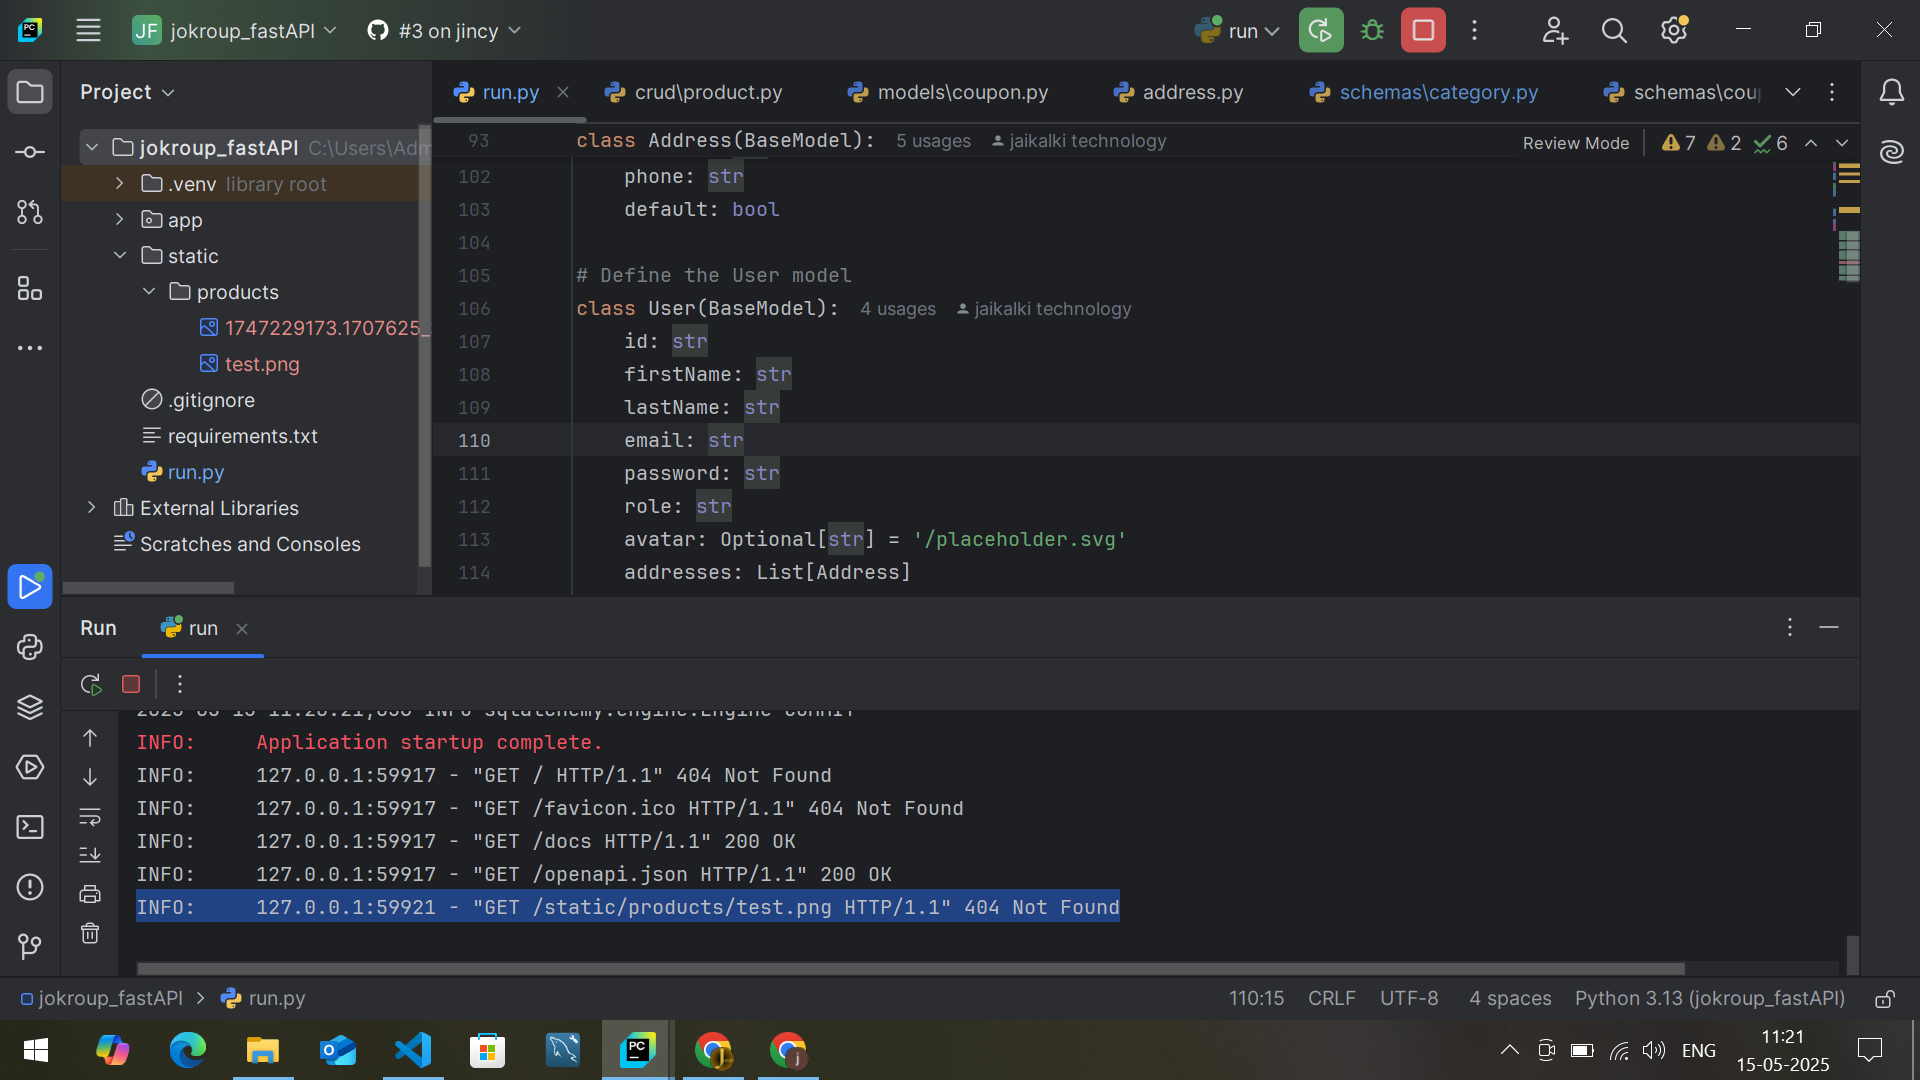 JF jokroup_fastAPI #3 on jincy run
Project
jokroup_fastAPI C:\Users\Adm
.venv library root
app
static
products
1747229173.1707625_
test.png
.gitignore
requirements.txt
run.py
External Libraries
Scratches and Consoles
run.py crud\product.py models\coupon.py address.py schemas\category.py schemas\cou
93 class Address(BaseModel): 5 usages jaikalki technology
Review Mode 7 2 6
102 phone: str
103 default: bool
104
105 # Define the User model
106 class User(BaseModel): 4 usages jaikalki technology
107 id: str
108 firstName: str
109 lastName: str
110 email: str
111 password: str
112 role: str
113 avatar: Optional[str] = '/placeholder.svg'
114 addresses: List[Address]
Run run
INFO sqlalchemy.engine.Engine COMMIT
INFO: Application startup complete.
INFO: 127.0.0.1:59917 - "GET / HTTP/1.1" 404 Not Found
INFO: 127.0.0.1:59917 - "GET /favicon.ico HTTP/1.1" 404 Not Found
INFO: 127.0.0.1:59917 - "GET /docs HTTP/1.1" 200 OK
INFO: 127.0.0.1:59917 - "GET /openapi.json HTTP/1.1" 200 OK
INFO: 127.0.0.1:59921 - "GET /static/products/test.png HTTP/1.1" 404 Not Found
jokroup_fastAPI > run.py
110:15 CRLF UTF-8 4 spaces Python 3.13 (jokroup_fastAPI)
ENG
11:21
15-05-2025